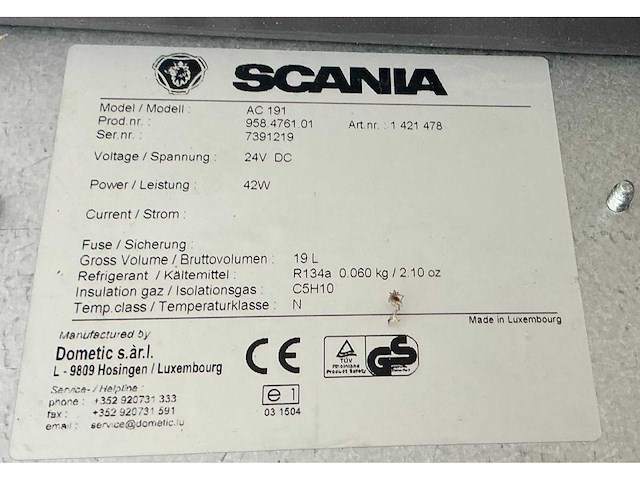 SCANIA
Model / Modell : AC 191
Prod.nr. : 958.4761.01 Art.nr. : 1 421 478
Ser.nr. : 7391219
Voltage / Spannung : 24V DC
Power / Leistung : 42W
Current / Strom :
Fuse / Sicherung :
Gross Volume / Bruttovolumen : 19 L
Refrigerant / Kältemittel : R134a 0.060 kg / 2.10 oz
Insulation gaz / Isolationsgas : C5H10
Temp.class / Temperaturklasse : N
Made in Luxembourg
Manufactured by
Dometic s.àr.l.
L - 9809 Hosingen / Luxembourg
CE
TÜV
Rheinland
Product Safety
GS
Service- / Helpline :
phone : +352 920731 333
fax : +352 920731 591
email : service@dometic.lu
e 1
03 1504